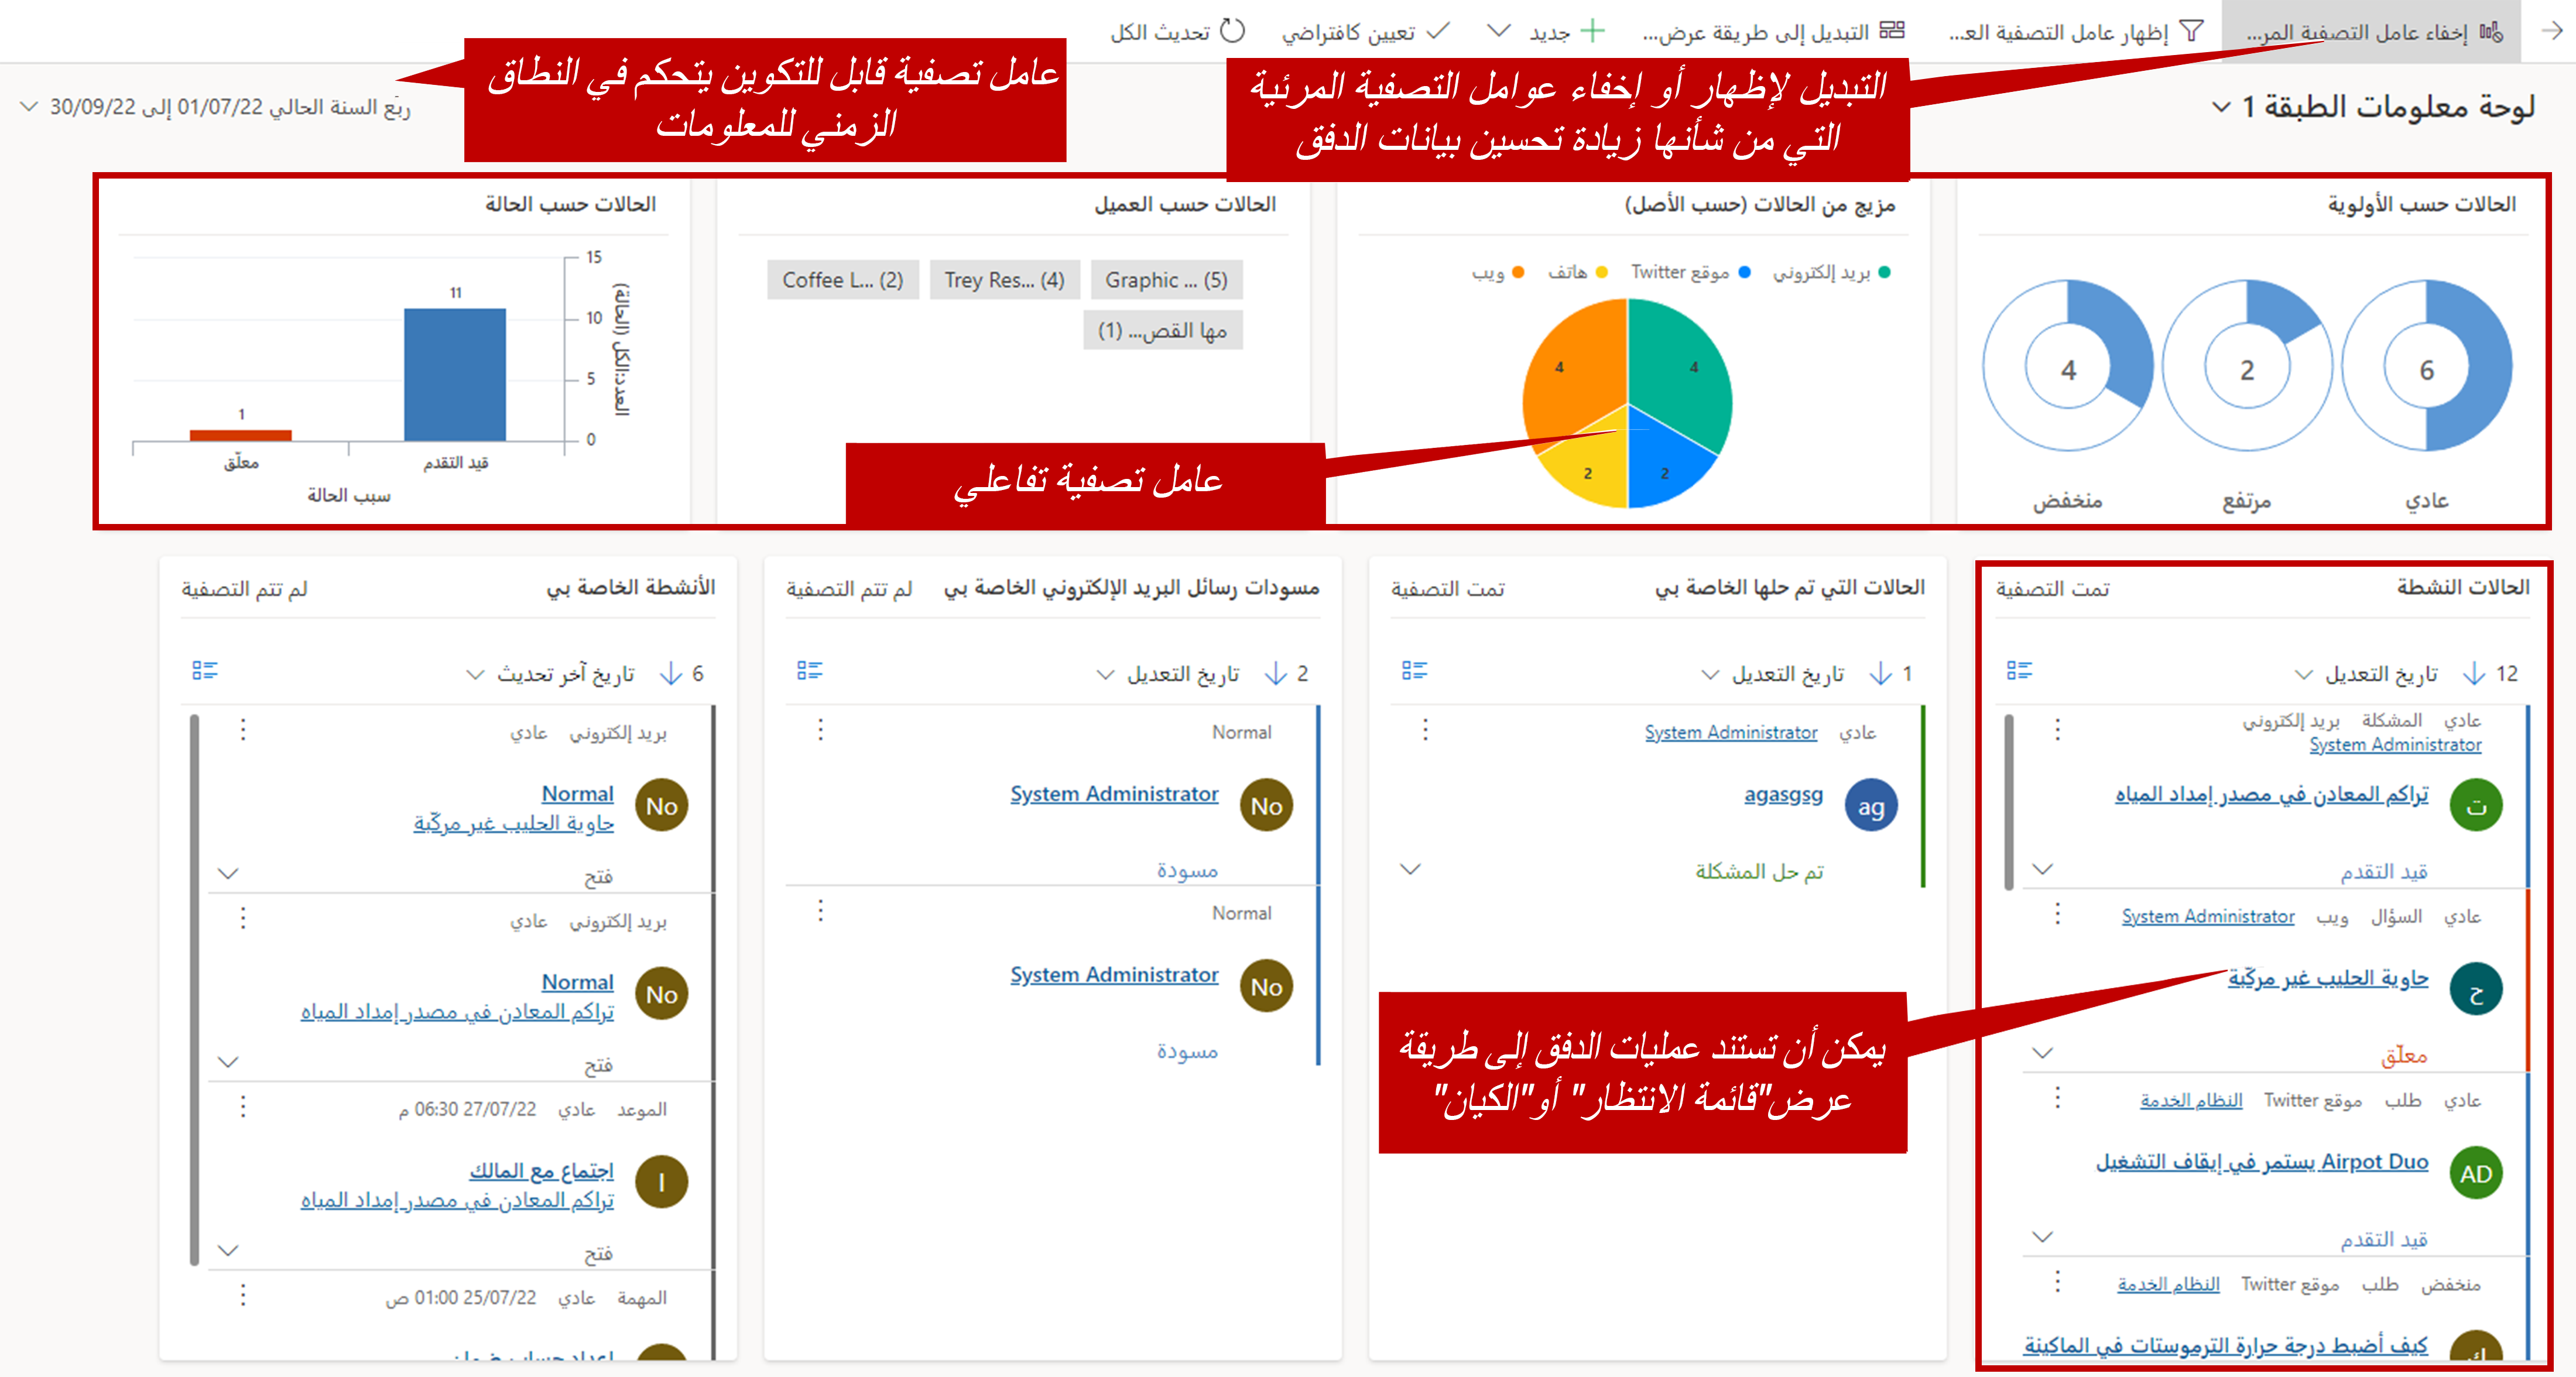 إخفاء عامل التصفية المر...
إظهار عامل التصفية العـ...
التبديل إلى طريقة عرض...
جديد
تعيين كافتراضي
تحديث الكل
لوحة معلومات الطبقة 1
ربّع السنة الحالي 01/07/22 إلى 30/09/22
التبديل لإظهار أو إخفاء عوامل التصفية المرئية
التي من شأنها زيادة تحسين بيانات الدفق
عامل تصفية قابل للتكوين يتحكم في النطاق
الزمني للمعلومات
الحالات حسب الأولوية
6
2
4
عادي
مرتفع
منخفض
مزيج من الحالات (حسب الأصل)
بريد إلكتروني
موقع Twitter
هاتف
ويب
4
4
2
2
عامل تصفية تفاعلي
الحالات حسب العميل
Graphic ... (5)
Trey Res... (4)
Coffee L... (2)
مها القص... (1)
الحالات حسب الحالة
15
10
5
0
العدد:الكل (الحالة)
11
1
قيد التقدم
معلّق
سبب الحالة
الحالات النشطة
تمت التصفية
12
تاريخ التعديل
عادي المشكلة بريد إلكتروني
System Administrator
ت
تراكم المعادن في مصدر إمداد المياه
قيد التقدم
عادي السؤال ويب System Administrator
ح
حاوية الحليب غير مركّبة
معلّق
عادي طلب موقع Twitter النظام الخدمة
AD
Airpot Duo يستمر في إيقاف التشغيل
قيد التقدم
منخفض طلب موقع Twitter النظام الخدمة
ك
كيف أضبط درجة حرارة الترموستات في الماكينة
يمكن أن تستند عمليات الدفق إلى طريقة
عرض"قائمة الانتظار" أو"الكيان"
الحالات التي تم حلها الخاصة بي
تمت التصفية
1
تاريخ التعديل
عادي System Administrator
ag
agasgsg
تم حل المشكلة
مسودات رسائل البريد الإلكتروني الخاصة بي
لم تتم التصفية
2
تاريخ التعديل
Normal
No
System Administrator
مسودة
Normal
No
System Administrator
مسودة
الأنشطة الخاصة بي
لم تتم التصفية
6
تاريخ آخر تحديث
بريد إلكتروني عادي
No
Normal
حاوية الحليب غير مركّبة
فتح
بريد إلكتروني عادي
No
Normal
تراكم المعادن في مصدر إمداد المياه
فتح
الموعد عادي 27/07/22 06:30 م
ا
اجتماع مع المالك
تراكم المعادن في مصدر إمداد المياه
فتح
المهمة عادي 25/07/22 01:00 ص